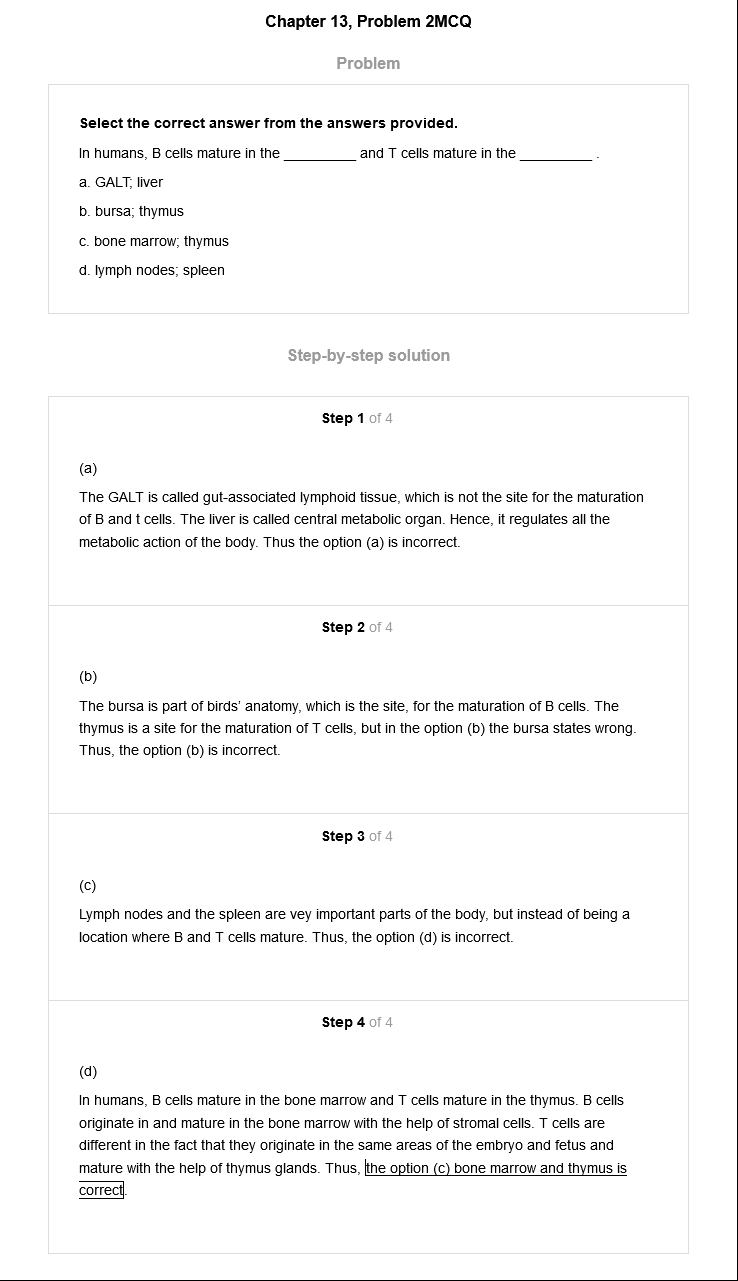 Chapter 13, Problem 2MCQ
Problem
Select the correct answer from the answers provided.
In humans, B cells mature in the _________ and T cells mature in the _________ .
a. GALT; liver
b. bursa; thymus
c. bone marrow; thymus
d. lymph nodes; spleen
Step-by-step solution
Step 1 of 4
(a)
The GALT is called gut-associated lymphoid tissue, which is not the site for the maturation
of B and t cells. The liver is called central metabolic organ. Hence, it regulates all the
metabolic action of the body. Thus the option (a) is incorrect.
Step 2 of 4
(b)
The bursa is part of birds' anatomy, which is the site, for the maturation of B cells. The
thymus is a site for the maturation of T cells, but in the option (b) the bursa states wrong.
Thus, the option (b) is incorrect.
Step 3 of 4
(c)
Lymph nodes and the spleen are vey important parts of the body, but instead of being a
location where B and T cells mature. Thus, the option (d) is incorrect.
Step 4 of 4
(d)
In humans, B cells mature in the bone marrow and T cells mature in the thymus. B cells
originate in and mature in the bone marrow with the help of stromal cells. T cells are
different in the fact that they originate in the same areas of the embryo and fetus and
mature with the help of thymus glands. Thus, the option (c) bone marrow and thymus is
correct.